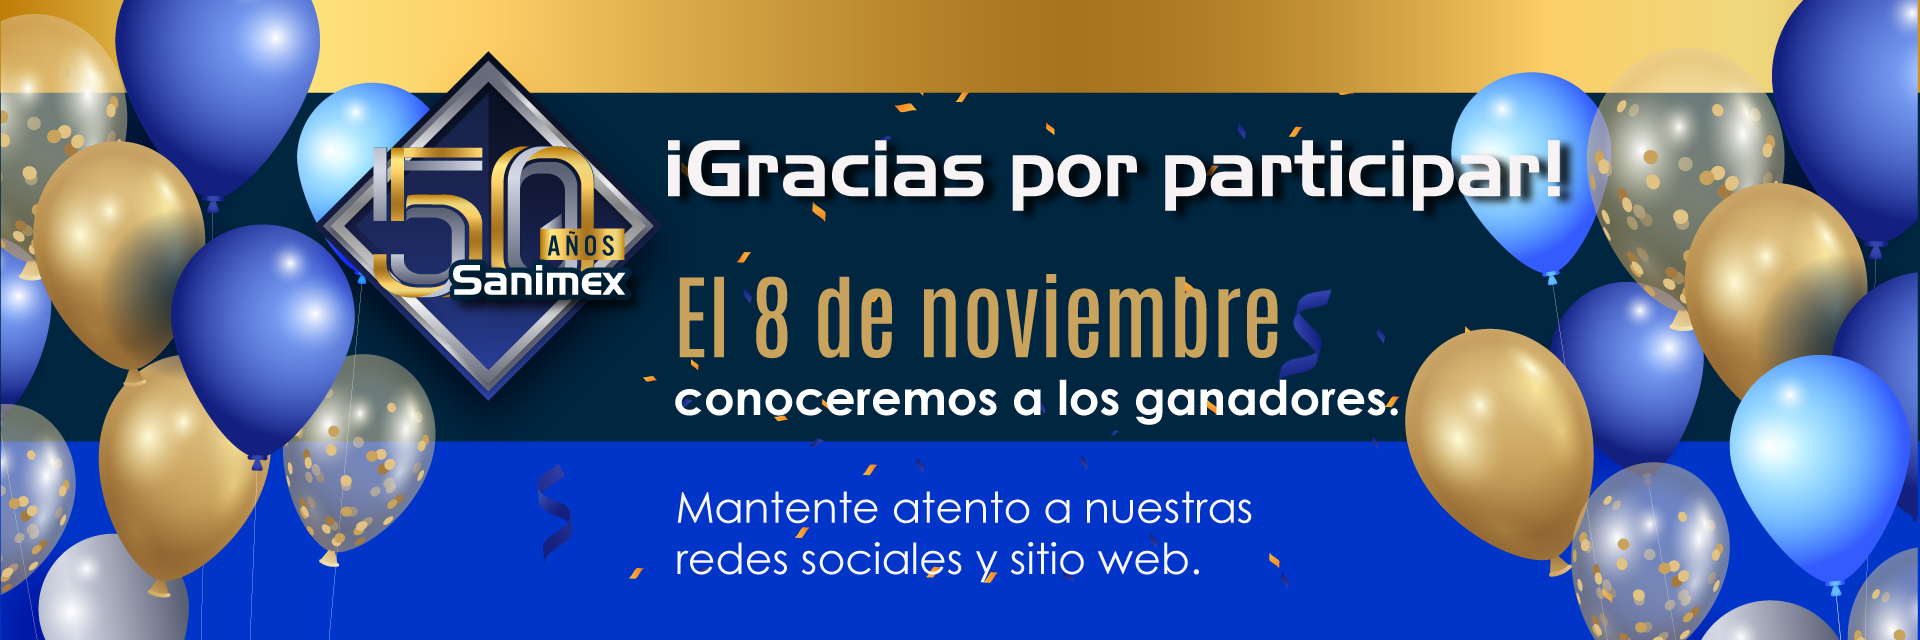 50
AÑOS
Sanimex
¡Gracias por participar!
El 8 de noviembre
conoceremos a los ganadores.
Mantente atento a nuestras
redes sociales y sitio web.